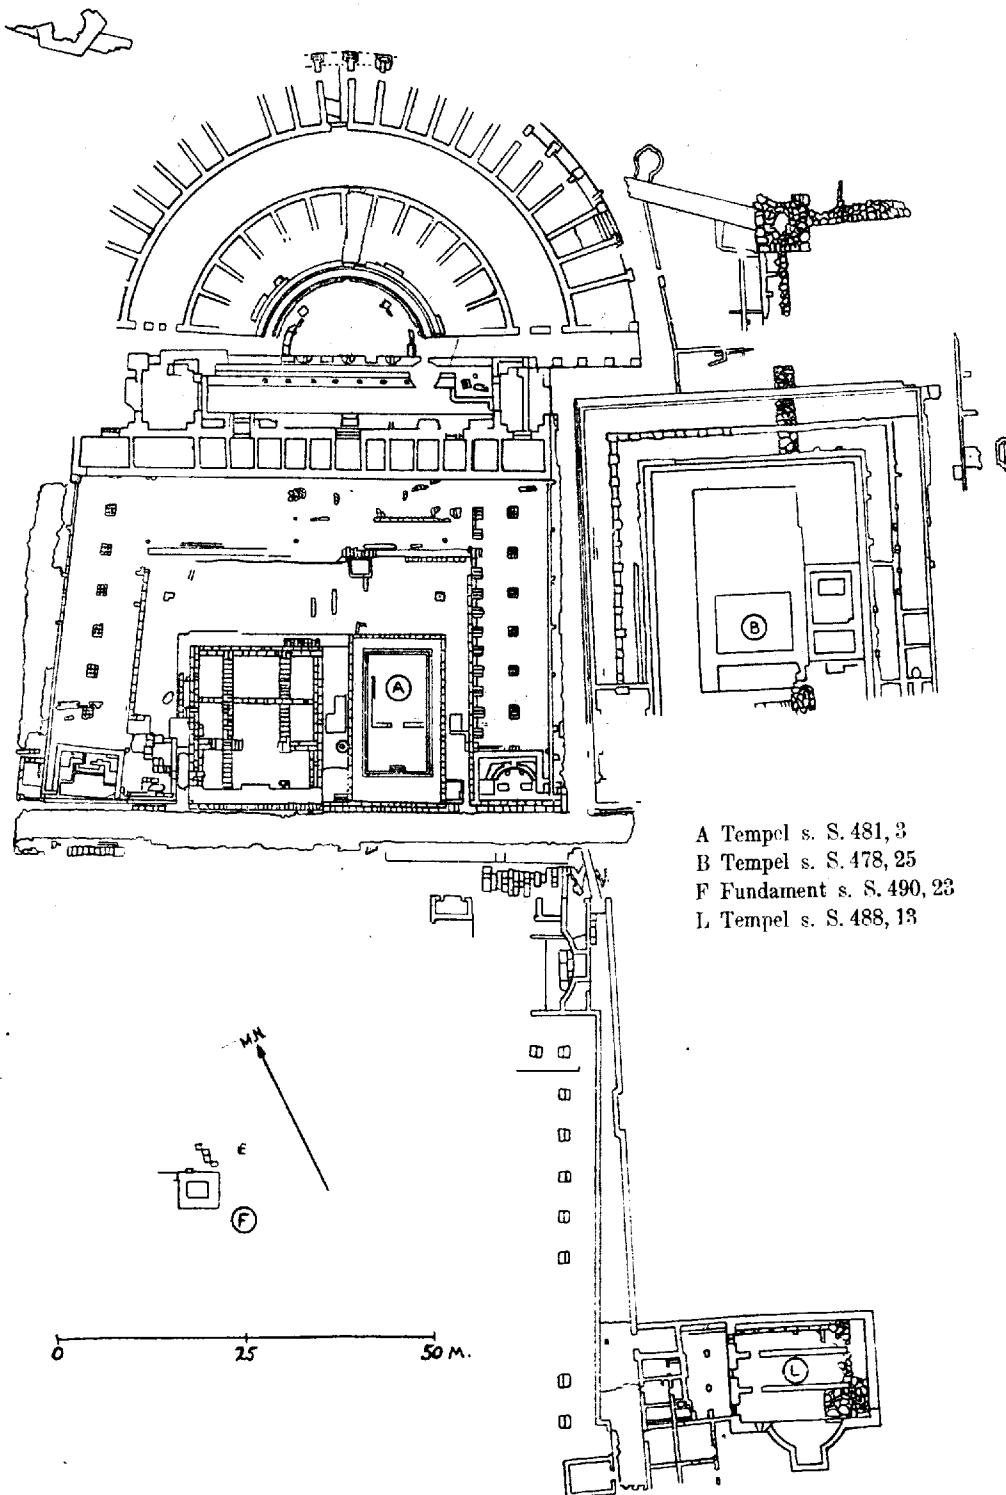 A
B
A Tempel s. S. 481, 3
B Tempel s. S. 478, 25
F Fundament s. S. 490, 23
L Tempel s. S. 488, 13
M.N.
E
F
0 25 50 M.
L